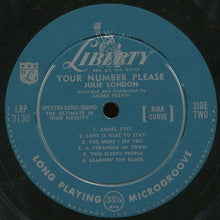 LIBERTY
REG. U.S. PAT. OFF.
YOUR NUMBER PLEASE
JULIE LONDON
Arranged and Conducted by
ANDRE PREVIN
LRP
3130
SPECTRA-SONIC-SOUND
THE ULTIMATE IN
HIGH FIDELITY
RIAA
CURVE
SIDE
TWO
1. ANGEL EYES
2. LOVE IS HERE TO STAY
3. THE MORE I SEE YOU
4. A STRANGER IN TOWN
5. TWO SLEEPY PEOPLE
6. LEARNIN' THE BLUES
LONG PLAYING 33⅓ MICROGROOVE